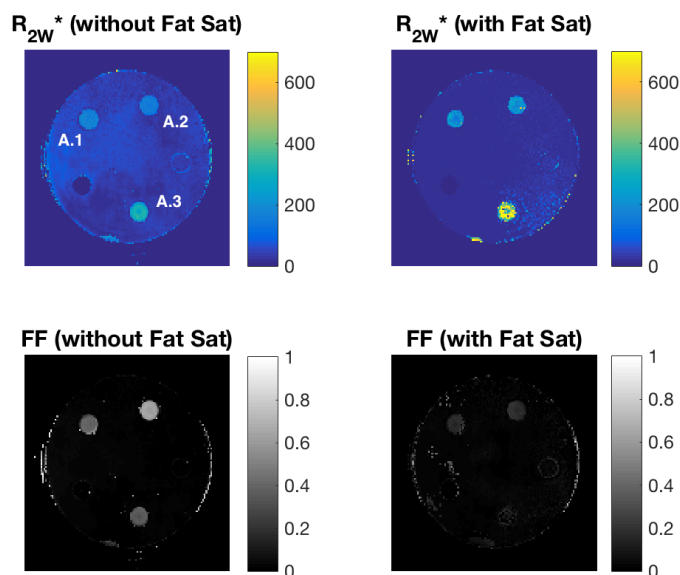 R2W* (without Fat Sat)
R2W* (with Fat Sat)
600
400
200
0
A.1
A.2
A.3
600
400
200
0
FF (without Fat Sat)
FF (with Fat Sat)
1
0.8
0.6
0.4
0.2
0
1
0.8
0.6
0.4
0.2
0